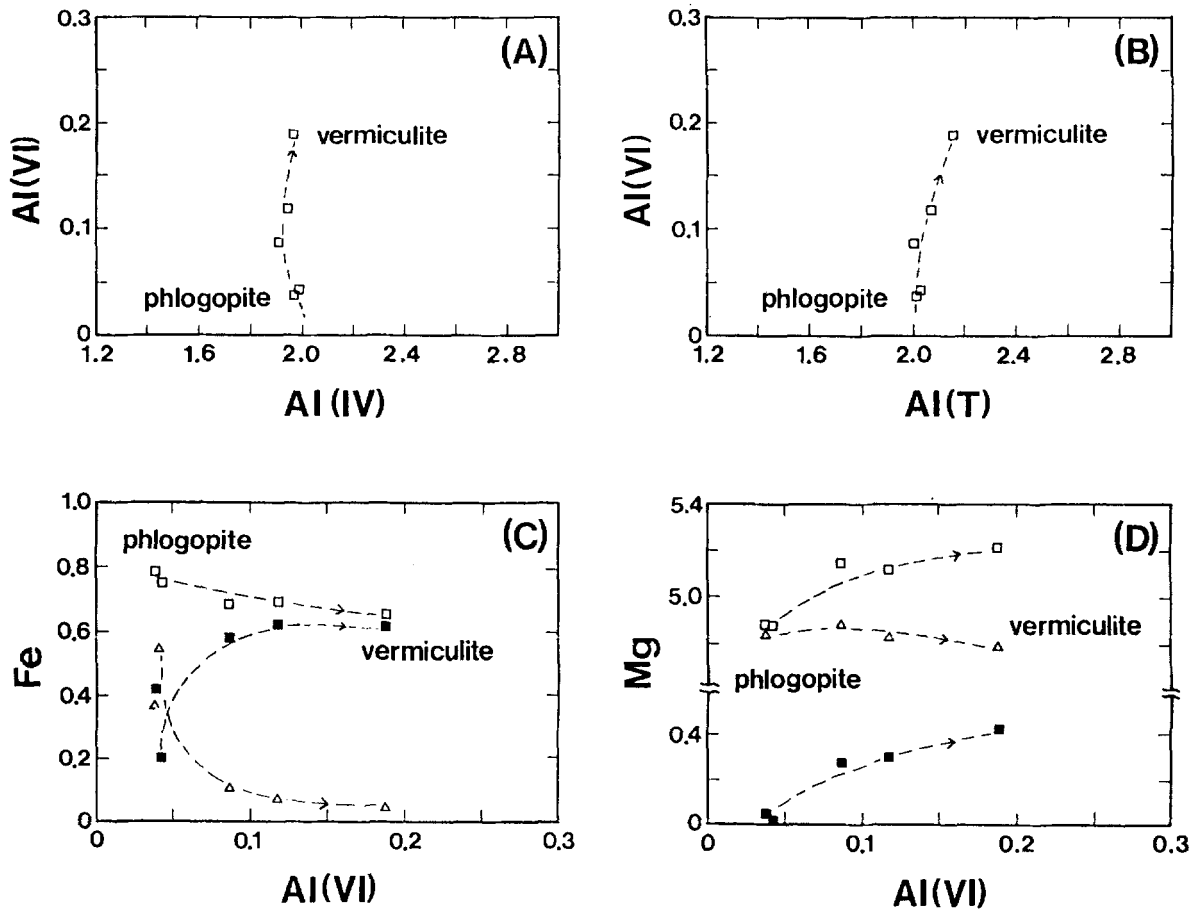 0.3
(A)
0.2
vermiculite
Al(VI)
0.1
phlogopite
0
1.2 1.6 2.0 2.4 2.8
Al(IV)
0.3
(B)
0.2
vermiculite
Al(VI)
0.1
phlogopite
0
1.2 1.6 2.0 2.4 2.8
Al(T)
1.0
(C)
phlogopite
0.8
0.6
vermiculite
Fe
0.4
0.2
0
0 0.1 0.2 0.3
Al(VI)
5.4
(D)
5.0
vermiculite
Mg
phlogopite
0.4
0
0 0.1 0.2 0.3
Al(VI)